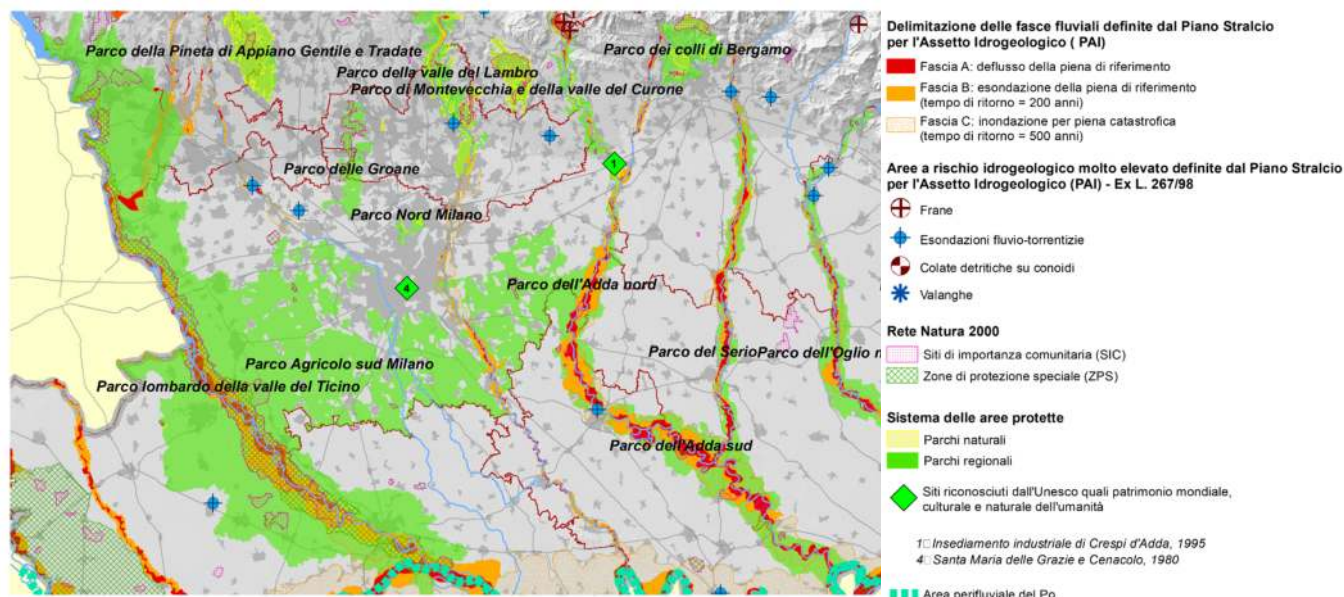 Parco della Pineta di Appiano Gentile e Tradate
Parco dei colli di Bergamo
Parco della valle del Lambro
Parco di Montevecchia e della valle del Curone
1
Parco delle Groane
Parco Nord Milano
4
Parco dell'Adda nord
Parco Agricolo sud Milano
Parco del Serio
Parco dell'Oglio n
Parco lombardo della valle del Ticino
Parco dell'Adda sud
Delimitazione delle fasce fluviali definite dal Piano Stralcio
per l'Assetto Idrogeologico ( PAI)
Fascia A: deflusso della piena di riferimento
Fascia B: esondazione della piena di riferimento
(tempo di ritorno = 200 anni)
Fascia C: inondazione per piena catastrofica
(tempo di ritorno = 500 anni)
Aree a rischio idrogeologico molto elevato definite dal Piano Stralcio
per l'Assetto Idrogeologico (PAI) - Ex L. 267/98
Frane
Esondazioni fluvio-torrentizie
Colate detritiche su conoidi
Valanghe
Rete Natura 2000
Siti di importanza comunitaria (SIC)
Zone di protezione speciale (ZPS)
Sistema delle aree protette
Parchi naturali
Parchi regionali
Siti riconosciuti dall'Unesco quali patrimonio mondiale,
culturale e naturale dell'umanità
1□ Insediamento industriale di Crespi d'Adda, 1995
4□ Santa Maria delle Grazie e Cenacolo, 1980
Area perifluviale del Po